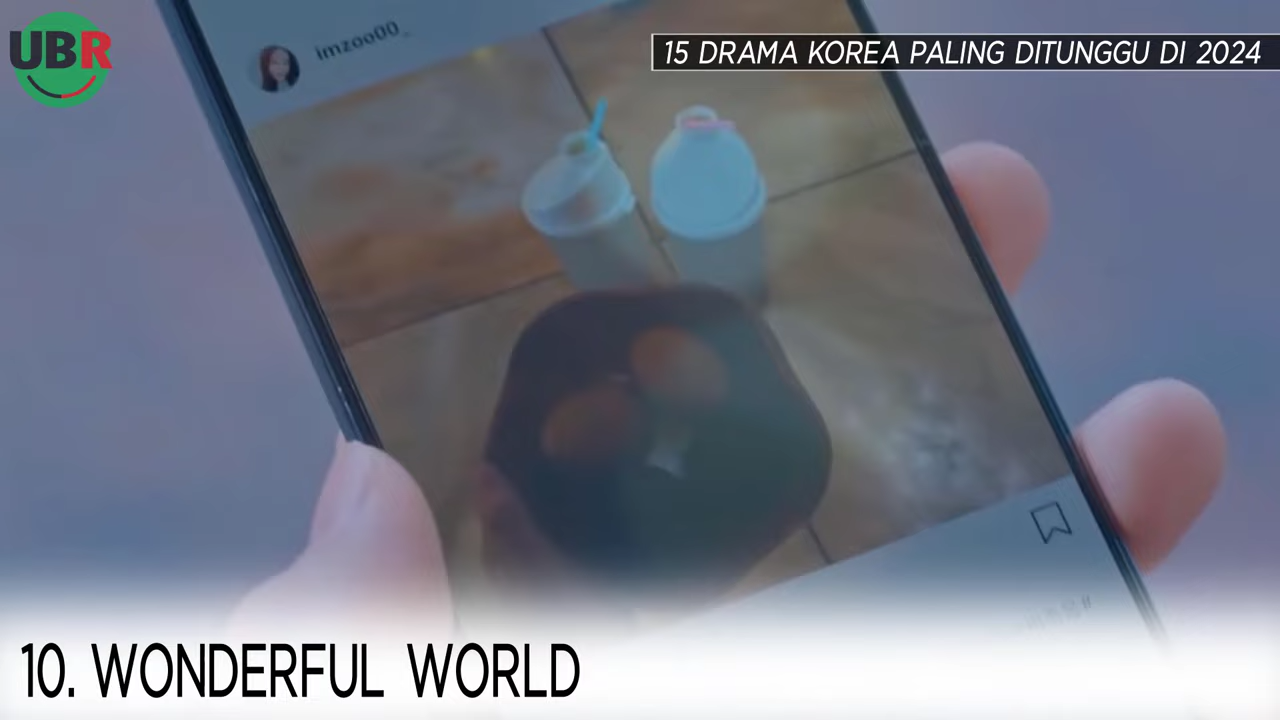 UBR
15 DRAMA KOREA PALING DITUNGGU DI 2024
imzoo00_
10. WONDERFUL WORLD